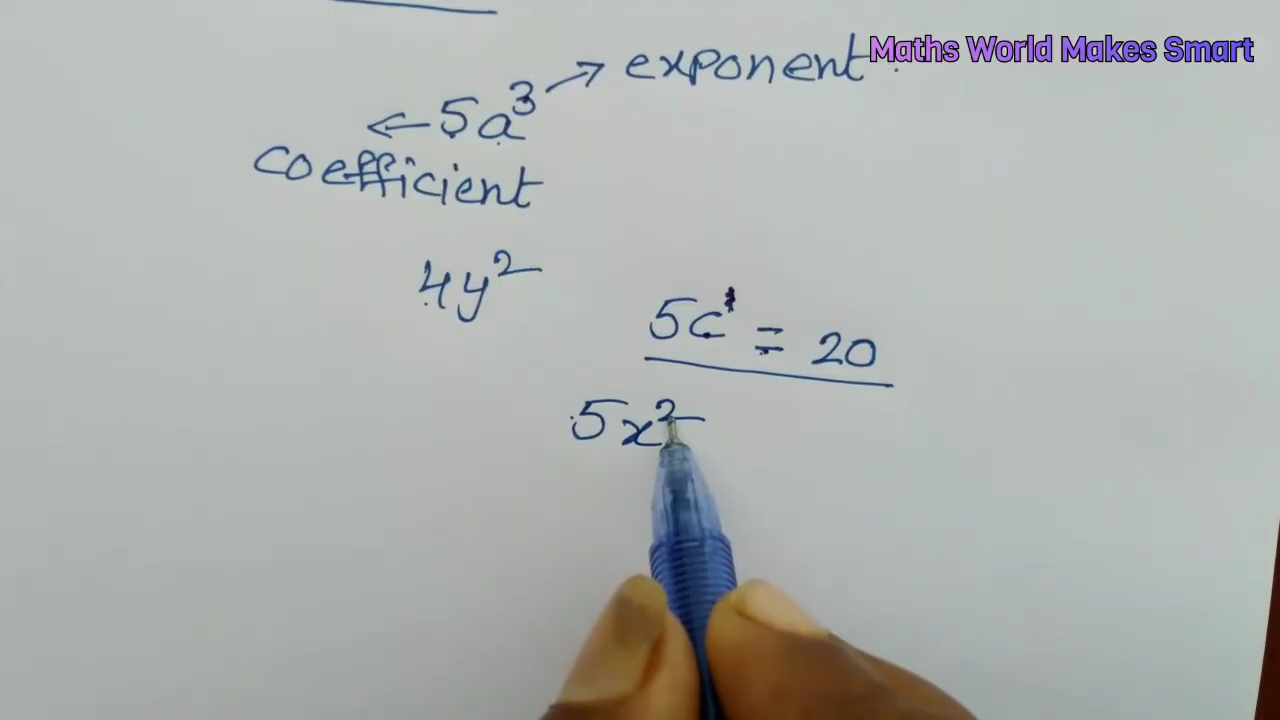 Maths World Makes Smart
5a³ → exponent.
←
coefficient
4y²
5c¹ = 20
5x²